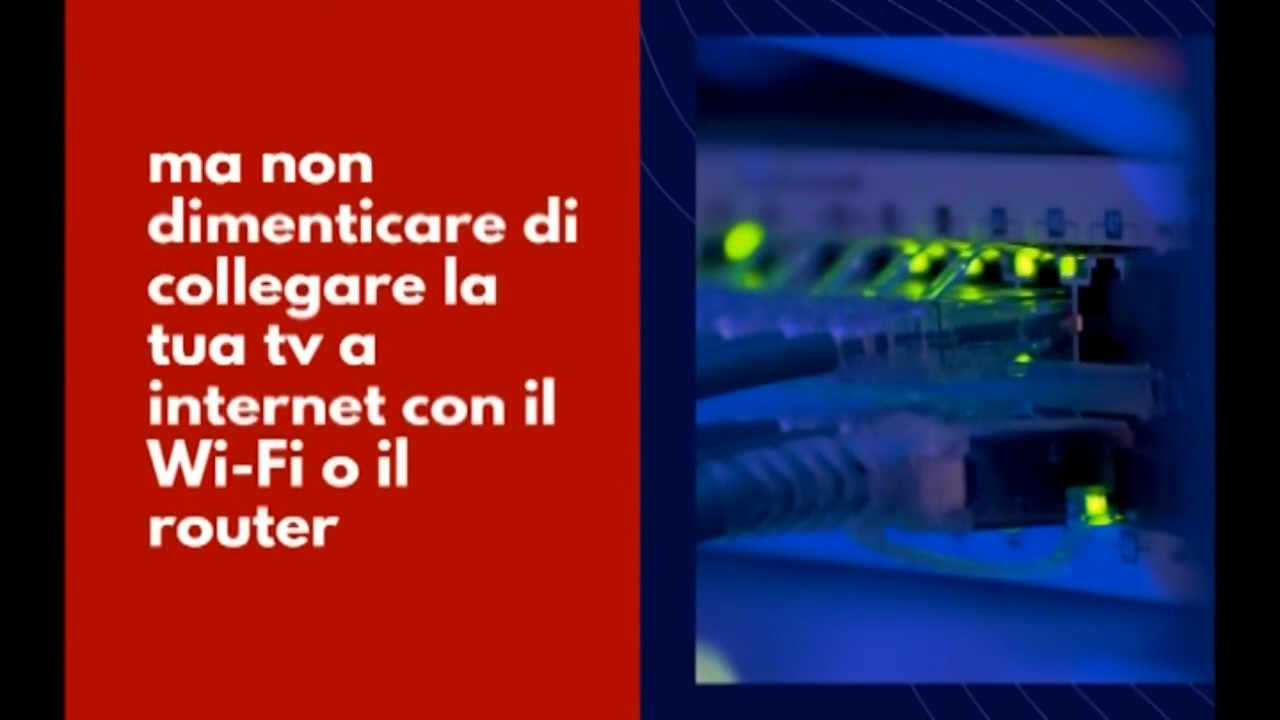 ma non
dimenticare di
collegare la
tua tv a
internet con il
Wi-Fi o il
router